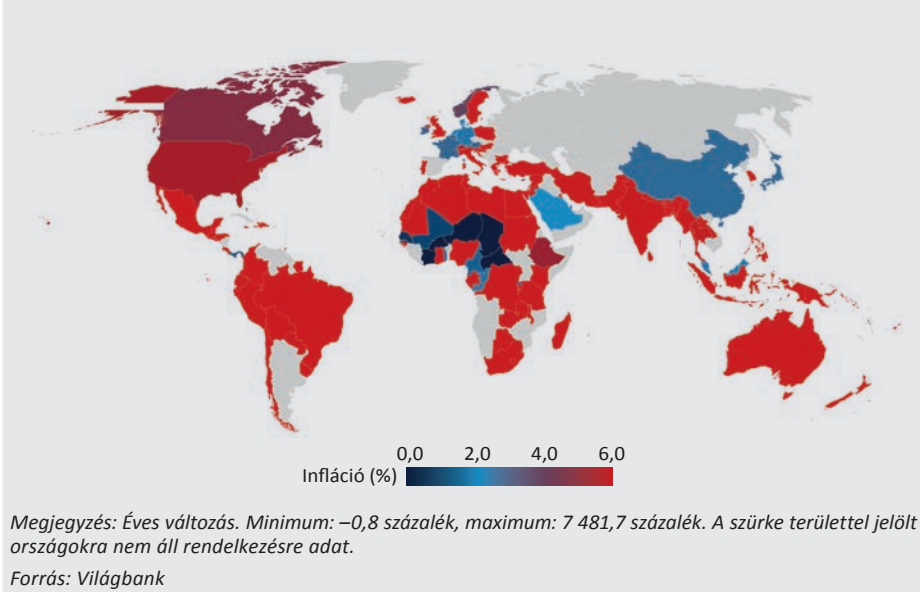 0,0 2,0 4,0 6,0
Infláció (%)
Megjegyzés: Éves változás. Minimum: –0,8 százalék, maximum: 7 481,7 százalék. A szürke területtel jelölt
országokra nem áll rendelkezésre adat.
Forrás: Világbank